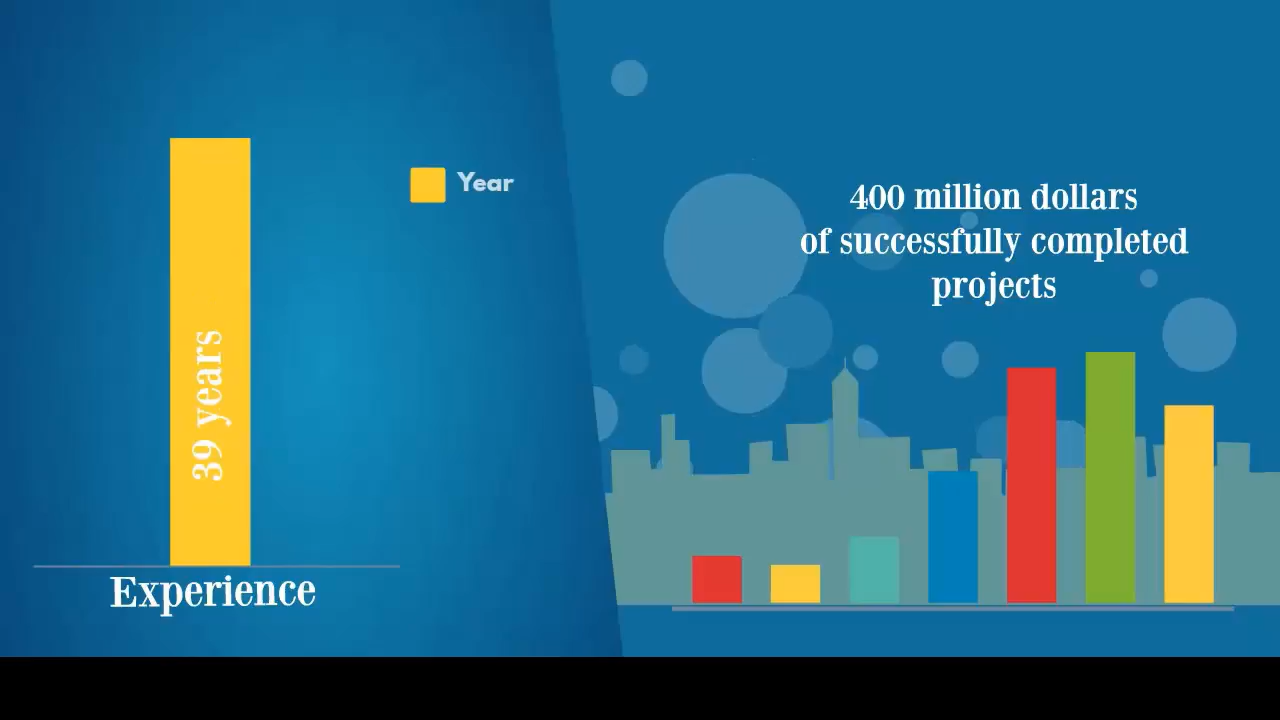 39 years
Experience
Year
400 million dollars
of successfully completed
projects